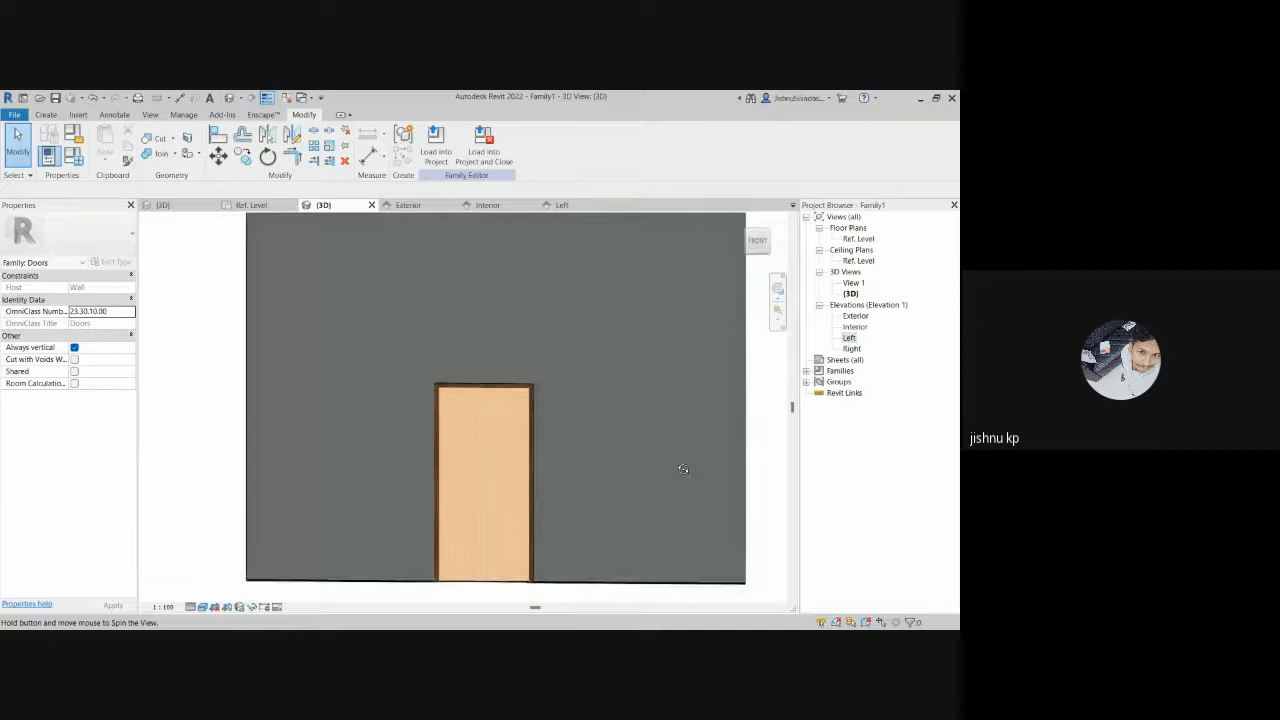 Autodesk Revit 2022 - Family1 - 3D View: {3D}
JishnuSivadas...
File Create Insert Annotate View Manage Add-Ins Enscape™ Modify
Modify
Paste
Cut
Join
Load into
Project
Load into
Project and Close
Select Properties Clipboard Geometry Modify Measure Create Family Editor
Properties
{3D} Ref. Level {3D} Exterior Interior Left
Project Browser - Family1
Family: Doors
Edit Type
Constraints
Host Wall
Identity Data
OmniClass Numb... 23.30.10.00
OmniClass Title Doors
Other
Always vertical
Cut with Voids W...
Shared
Room Calculatio...
FRONT
Views (all)
Floor Plans
Ref. Level
Ceiling Plans
Ref. Level
3D Views
View 1
{3D}
Elevations (Elevation 1)
Exterior
Interior
Left
Right
Sheets (all)
Families
Groups
Revit Links
jishnu kp
Properties help
Apply
1 : 100
Hold button and move mouse to Spin the View.
:0